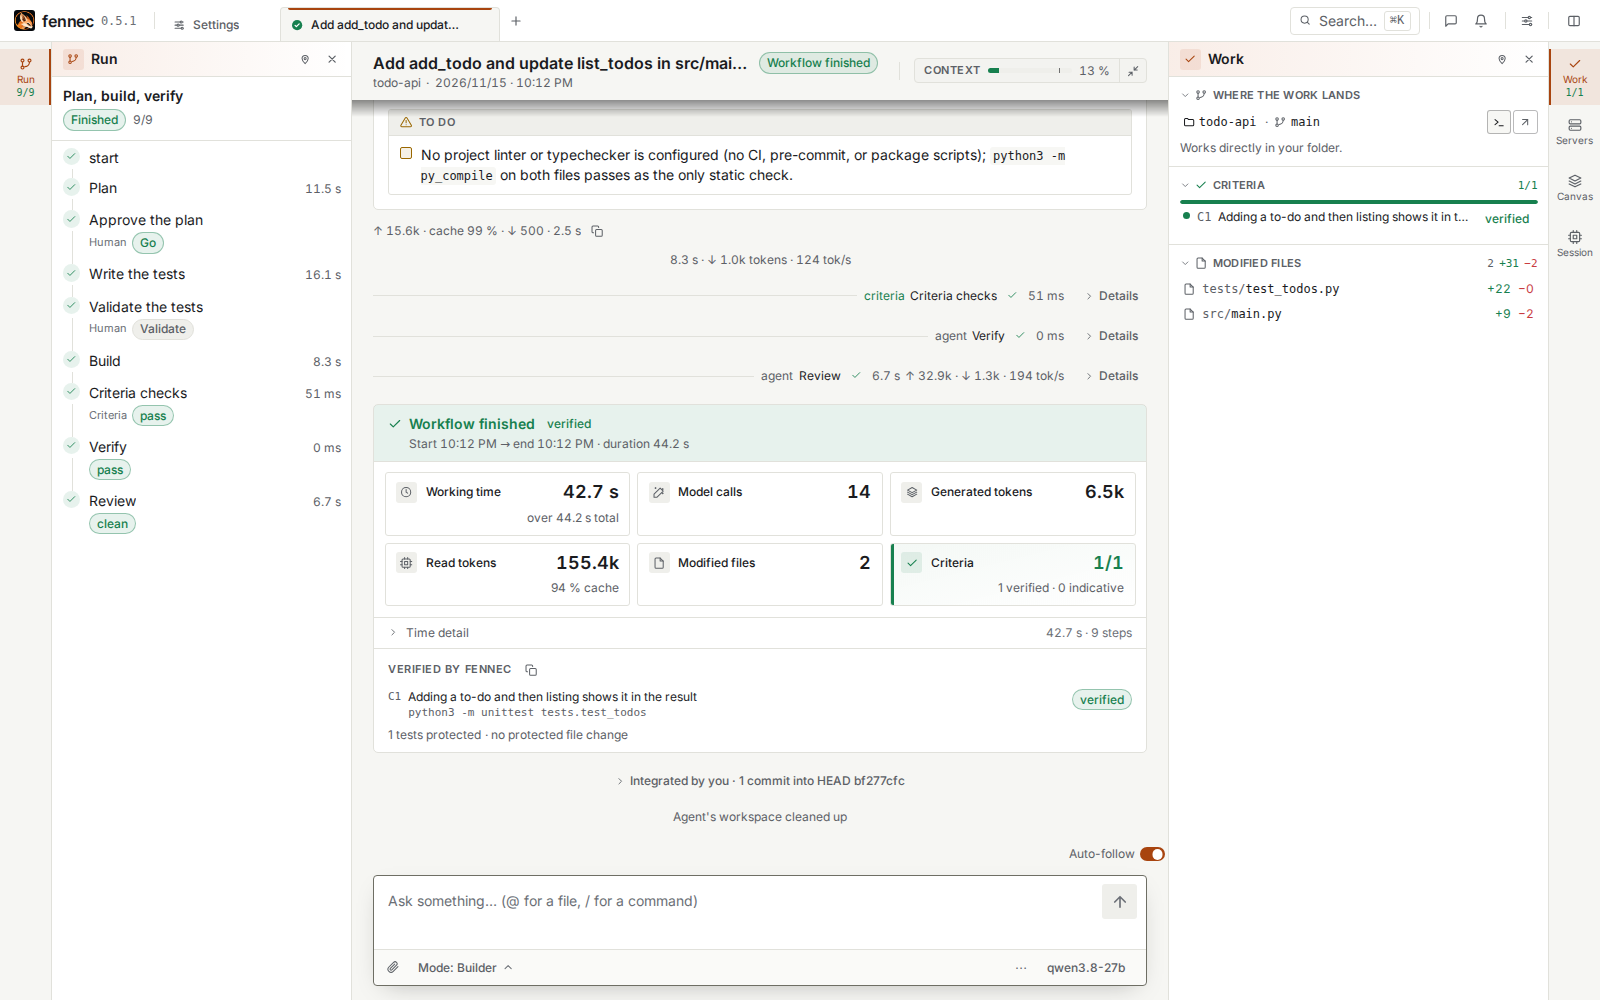 fennec 0.5.1
Settings
Add add_todo and updat...
Search... ⌘K
Run
9/9
Run
Plan, build, verify
Finished 9/9
start
Plan 11.5 s
Approve the plan
Human Go
Write the tests 16.1 s
Validate the tests
Human Validate
Build 8.3 s
Criteria checks 51 ms
Criteria pass
Verify 0 ms
pass
Review 6.7 s
clean
Add add_todo and update list_todos in src/mai... Workflow finished
todo-api · 2026/11/15 · 10:12 PM
CONTEXT 13 %
TO DO
No project linter or typechecker is configured (no CI, pre-commit, or package scripts); python3 -m
py_compile on both files passes as the only static check.
↑ 15.6k · cache 99 % · ↓ 500 · 2.5 s
8.3 s · ↓ 1.0k tokens · 124 tok/s
criteria Criteria checks 51 ms Details
agent Verify 0 ms Details
agent Review 6.7 s ↑ 32.9k · ↓ 1.3k · 194 tok/s Details
Workflow finished verified
Start 10:12 PM → end 10:12 PM · duration 44.2 s
Working time 42.7 s
over 44.2 s total
Model calls 14
Generated tokens 6.5k
Read tokens 155.4k
94 % cache
Modified files 2
Criteria 1/1
1 verified · 0 indicative
Time detail 42.7 s · 9 steps
VERIFIED BY FENNEC
C1 Adding a to-do and then listing shows it in the result verified
python3 -m unittest tests.test_todos
1 tests protected · no protected file change
Integrated by you · 1 commit into HEAD bf277cfc
Agent's workspace cleaned up
Auto-follow
Ask something... (@ for a file, / for a command)
Mode: Builder
... qwen3.8-27b
Work
WHERE THE WORK LANDS
todo-api · main
Works directly in your folder.
CRITERIA 1/1
C1 Adding a to-do and then listing shows it in t... verified
MODIFIED FILES 2 +31 −2
tests/test_todos.py +22 −0
src/main.py +9 −2
Work
1/1
Servers
Canvas
Session